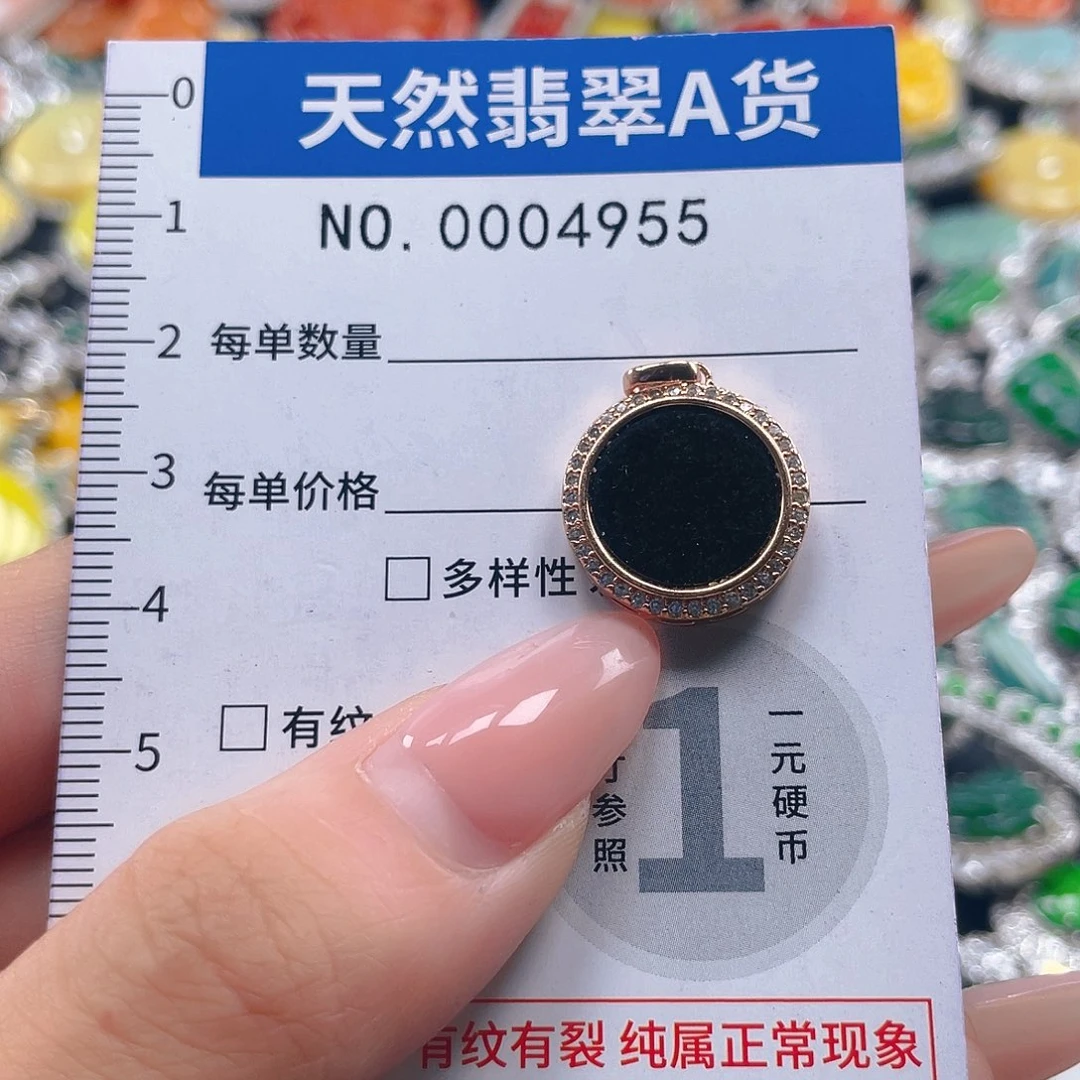 天然翡翠A货
NO.0004955
每单数量
每单价格
□多样性
□有纹
1
一元硬币
参照
有纹有裂 纯属正常现象
0
1
2
3
4
5